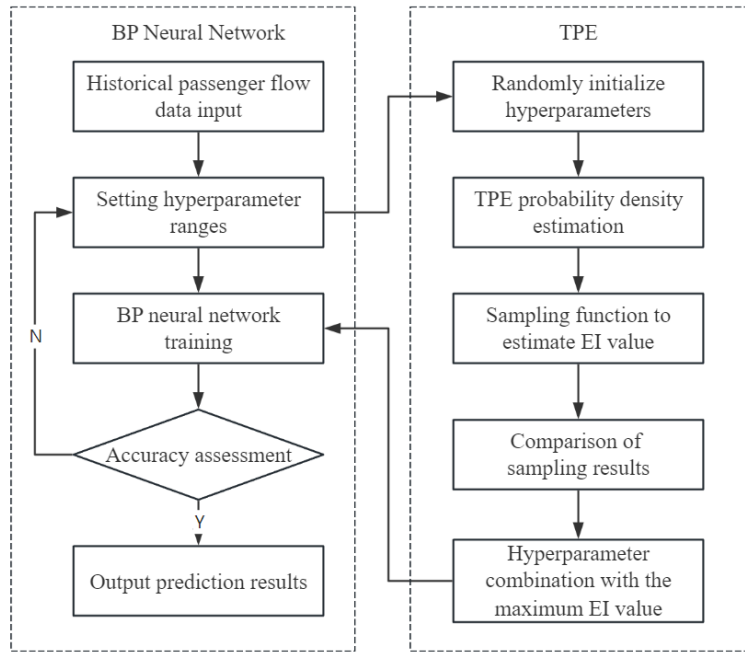 BP Neural Network
Historical passenger flow
data input
Setting hyperparameter
ranges
BP neural network
training
N
Accuracy assessment
Y
Output prediction results
TPE
Randomly initialize
hyperparameters
TPE probability density
estimation
Sampling function to
estimate EI value
Comparison of
sampling results
Hyperparameter
combination with the
maximum EI value